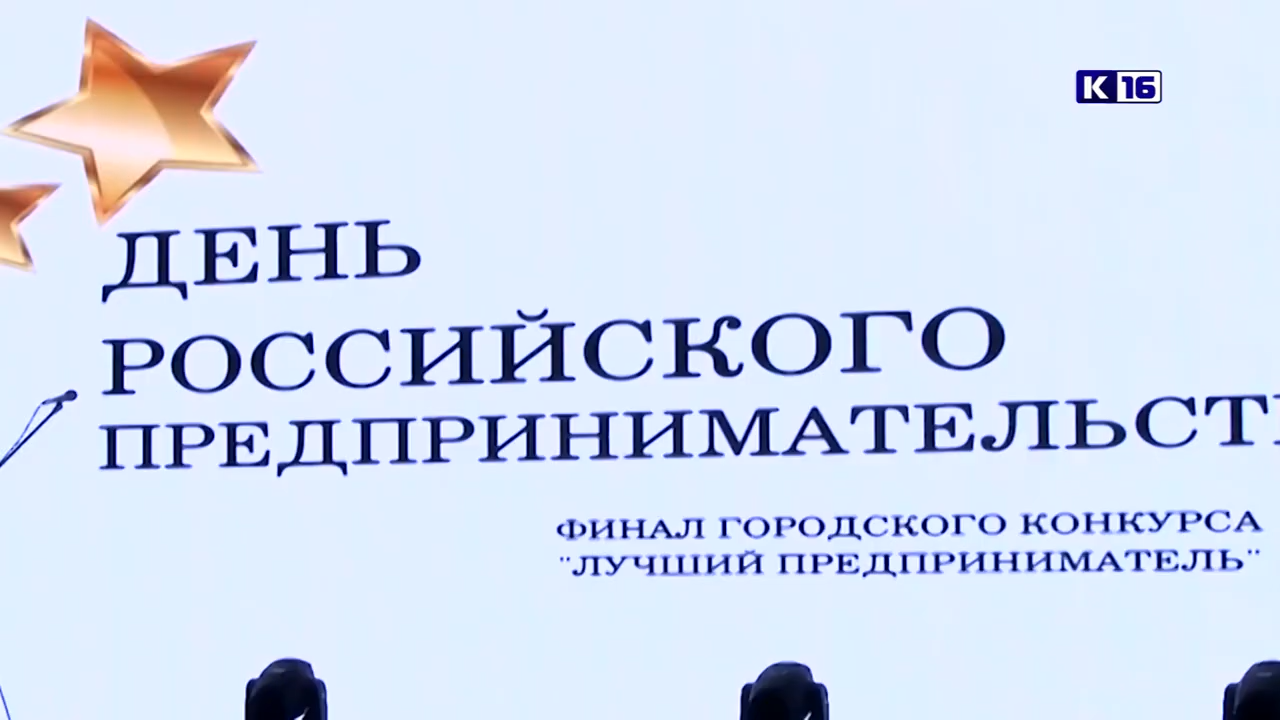 К 16
ДЕНЬ
РОССИЙСКОГО
ПРЕДПРИНИМАТЕЛЬСТ
ФИНАЛ ГОРОДСКОГО КОНКУРСА
"ЛУЧШИЙ ПРЕДПРИНИМАТЕЛЬ"